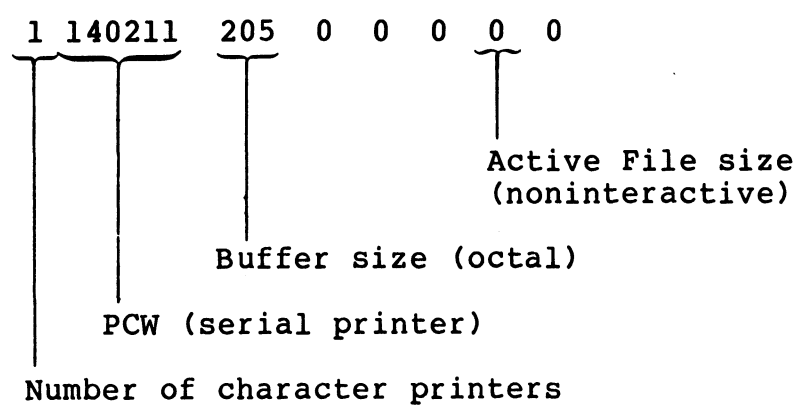 1 140211 205 0 0 0 0 0
Active File size
(noninteractive)
Buffer size (octal)
PCW (serial printer)
Number of character printers